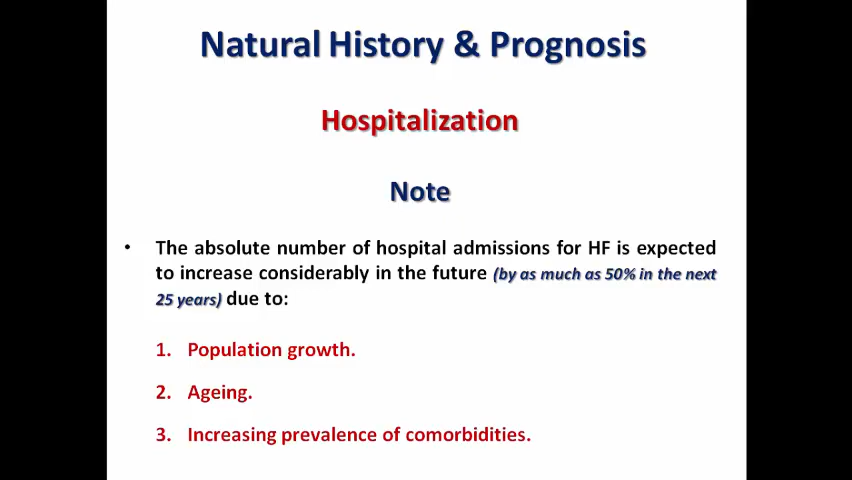 Natural History & Prognosis
Hospitalization
Note
• The absolute number of hospital admissions for HF is expected
to increase considerably in the future (by as much as 50% in the next
25 years) due to:
1. Population growth.
2. Ageing.
3. Increasing prevalence of comorbidities.